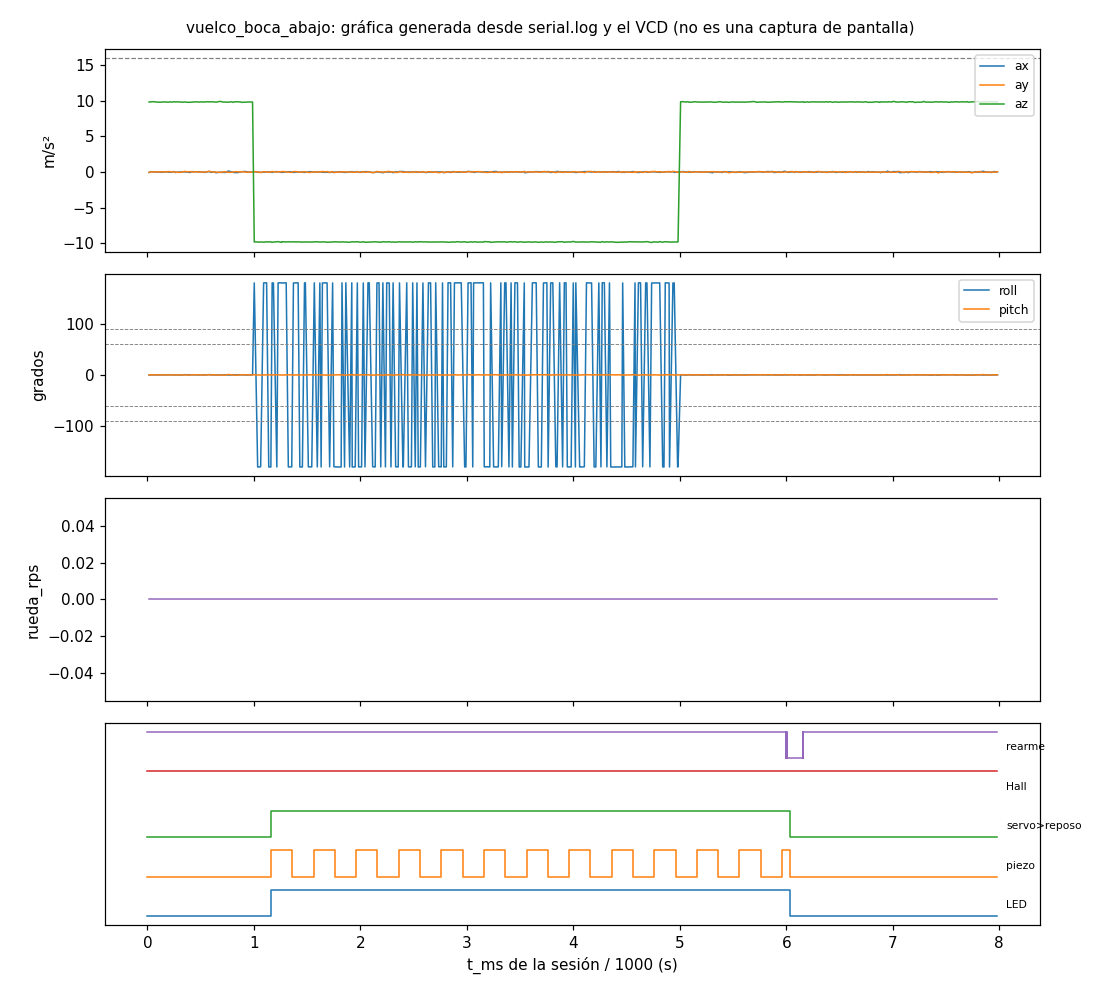 vuelco_boca_abajo: gráfica generada desde serial.log y el VCD (no es una captura de pantalla)
15
10
5
0
−5
−10
m/s²
ax
ay
az
100
0
−100
grados
roll
pitch
0.04
0.02
0.00
−0.02
−0.04
rueda_rps
rearme
Hall
servo>reposo
piezo
LED
0 1 2 3 4 5 6 7 8
t_ms de la sesión / 1000 (s)